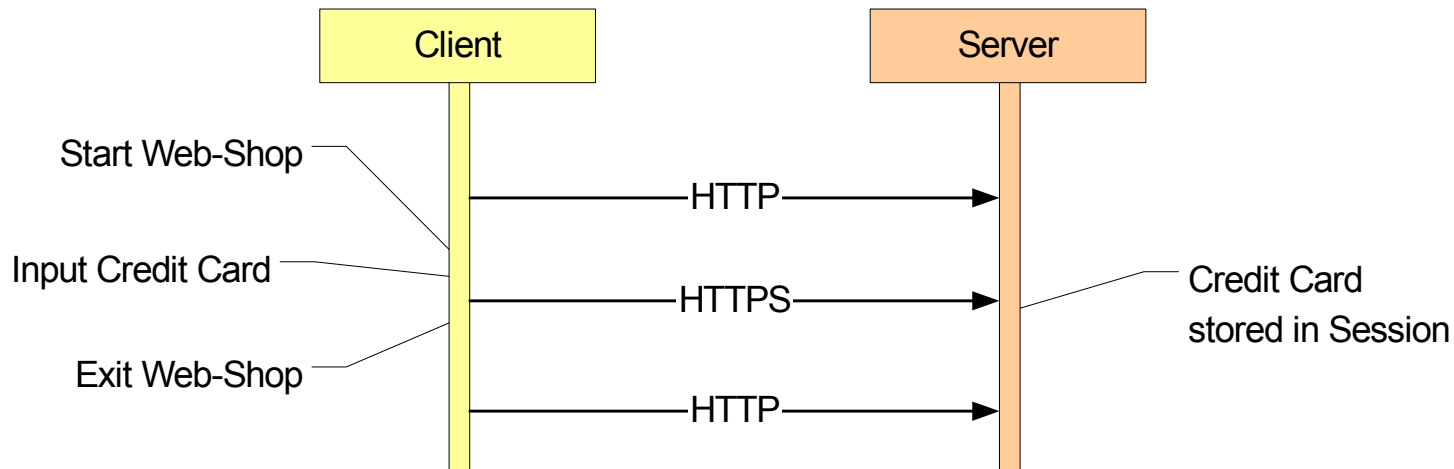 Client
Server
Start Web-Shop
HTTP
Input Credit Card
HTTPS
Credit Card
stored in Session
Exit Web-Shop
HTTP